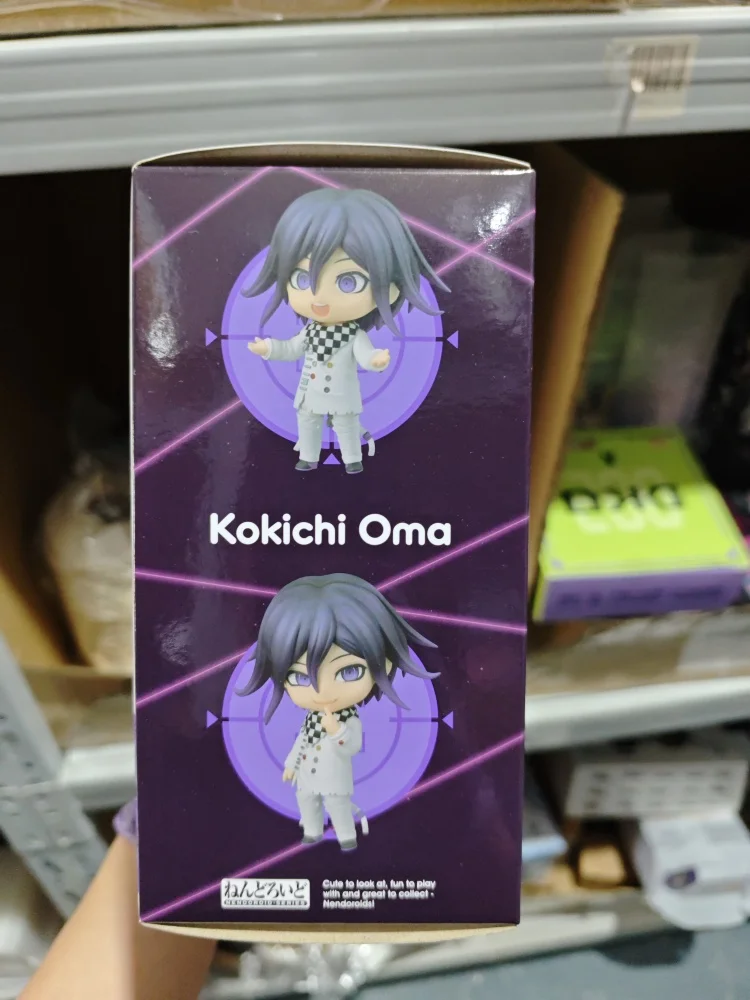 Kokichi Oma
ねんどろいど
NENDOROID SERIES
Cute to look at, fun to play
with and great to collect -
Nendoroids!